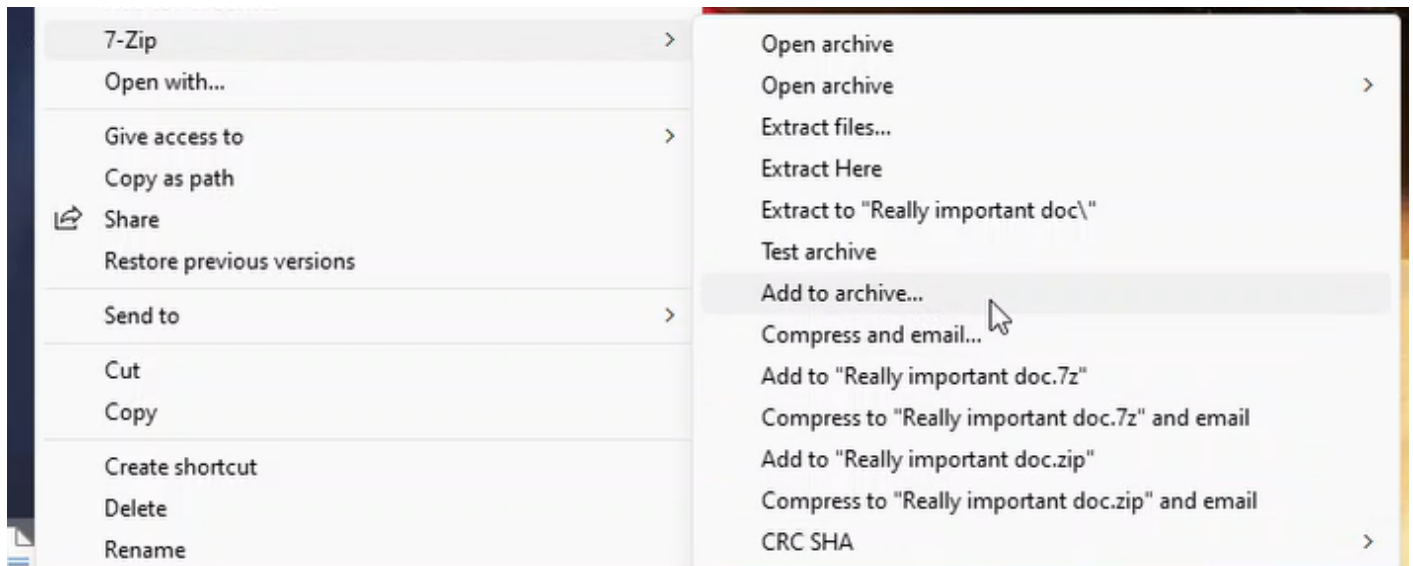 7-Zip
Open with...
Give access to
Copy as path
Share
Restore previous versions
Send to
Cut
Copy
Create shortcut
Delete
Rename
Open archive
Open archive
Extract files...
Extract Here
Extract to "Really important doc\"
Test archive
Add to archive...
Compress and email...
Add to "Really important doc.7z"
Compress to "Really important doc.7z" and email
Add to "Really important doc.zip"
Compress to "Really important doc.zip" and email
CRC SHA